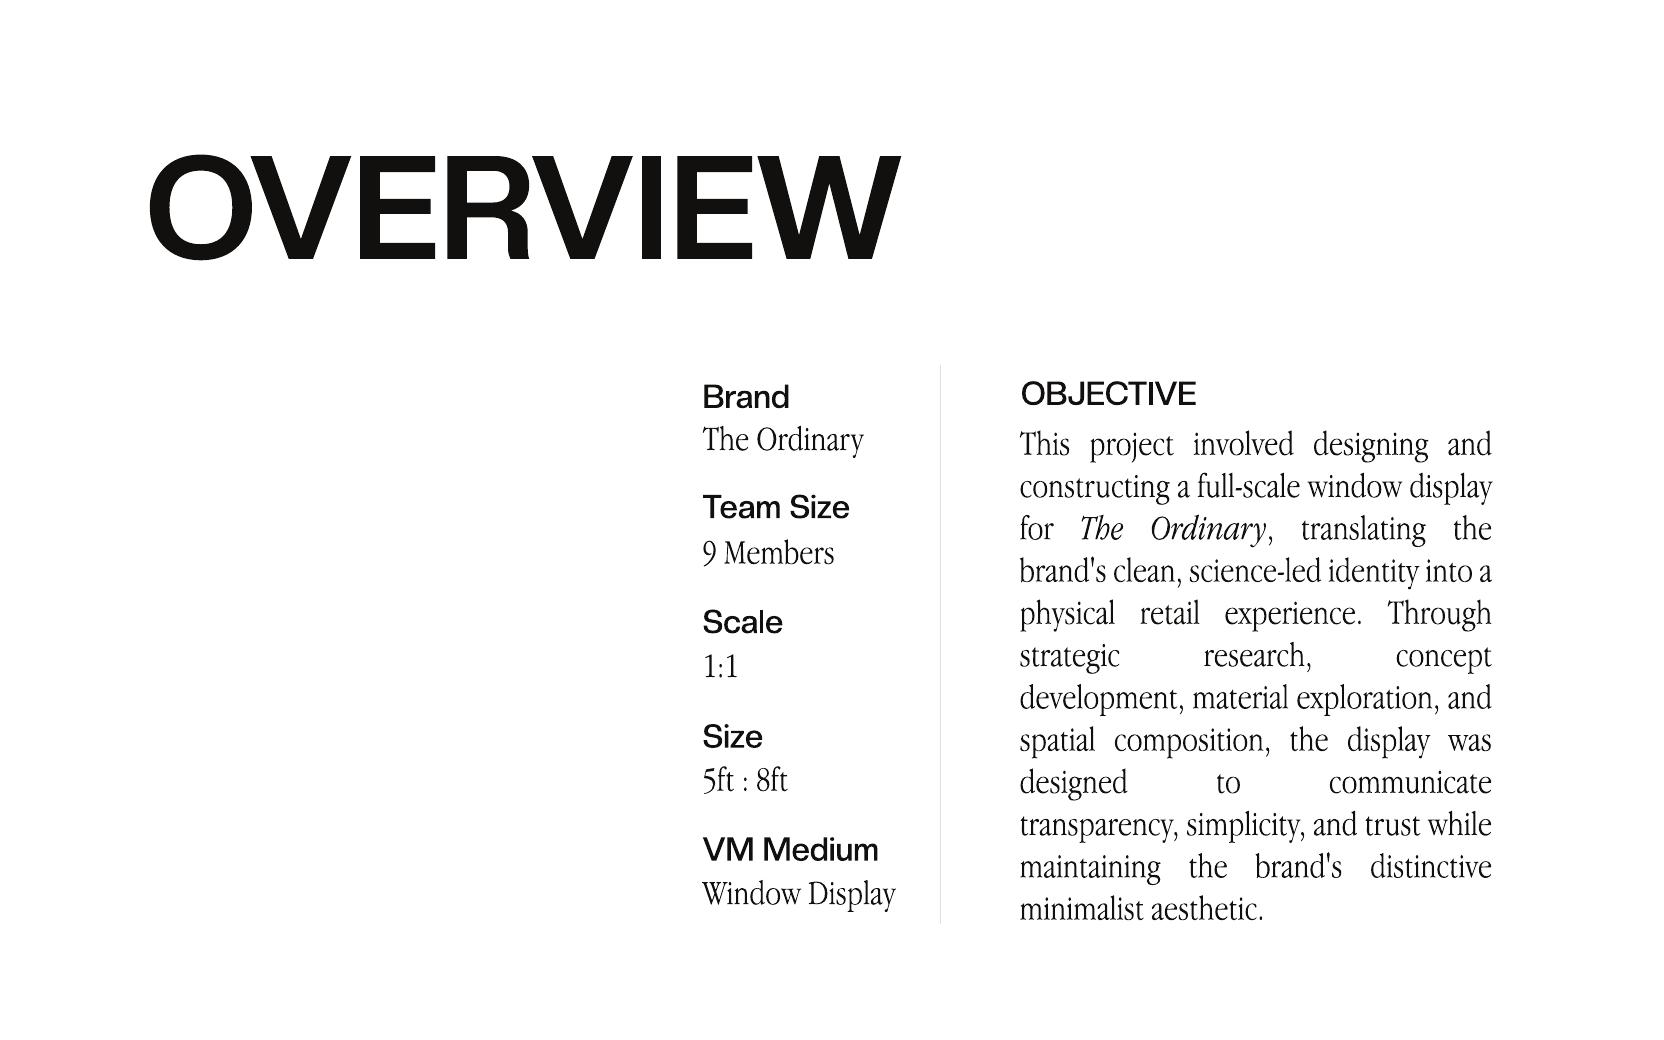 OVERVIEW
Brand
The Ordinary
Team Size
9 Members
Scale
1:1
Size
5ft : 8ft
VM Medium
Window Display
OBJECTIVE
This project involved designing and
constructing a full-scale window display
for The Ordinary, translating the
brand's clean, science-led identity into a
physical retail experience. Through
strategic research, concept
development, material exploration, and
spatial composition, the display was
designed to communicate
transparency, simplicity, and trust while
maintaining the brand's distinctive
minimalist aesthetic.